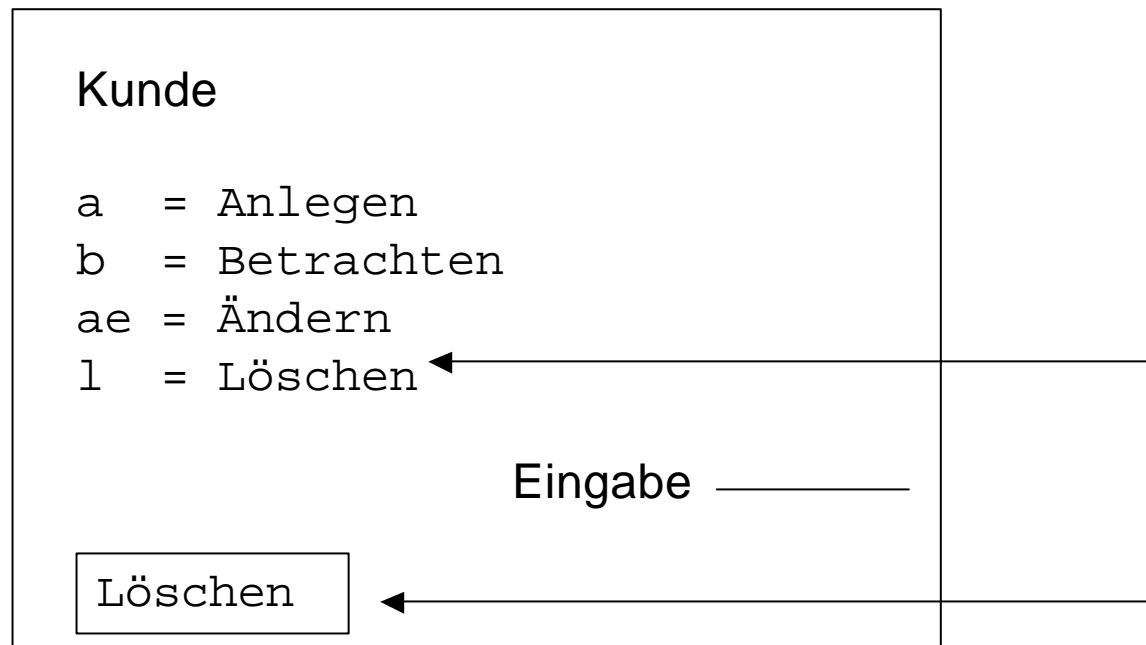 Kunde
a = Anlegen
b = Betrachten
ae = Ändern
l = Löschen
Eingabe
Löschen